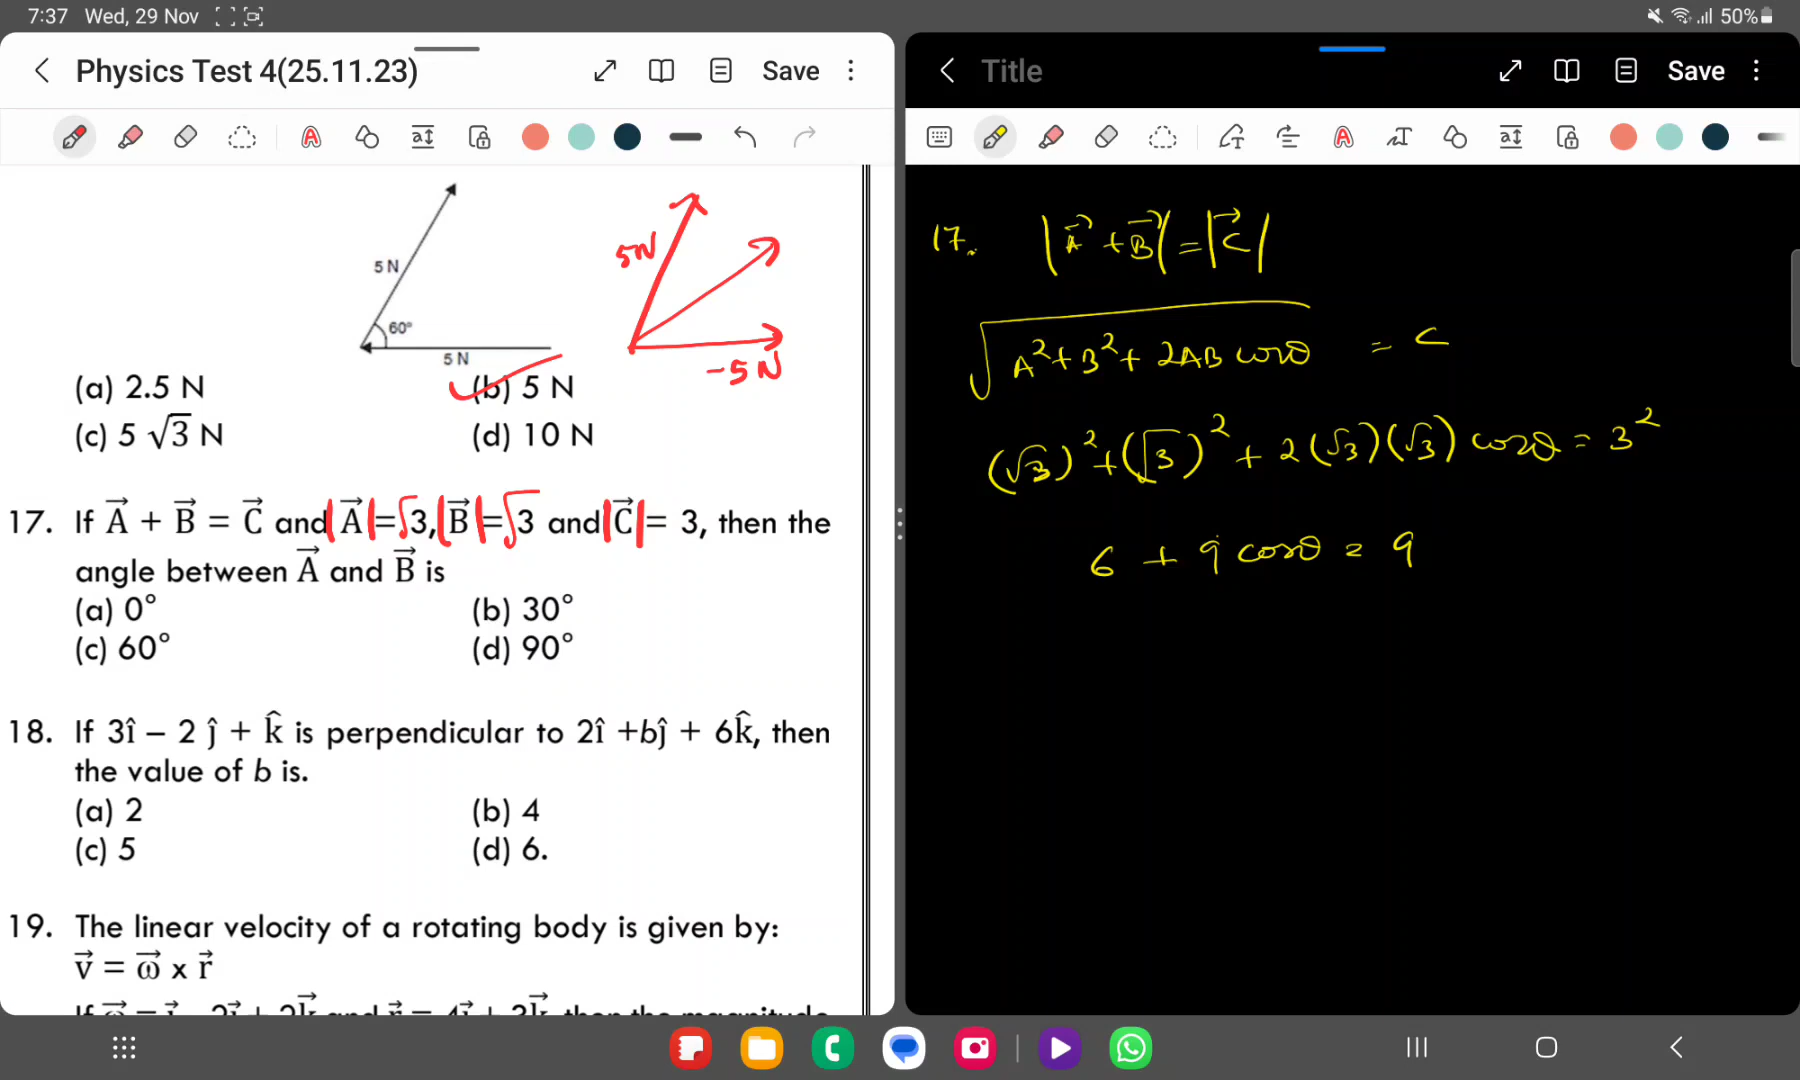 7:37 Wed, 29 Nov
50%
Physics Test 4(25.11.23)
Save
5 N
60°
5 N
5N
-5 N
(a) 2.5 N
(b) 5 N
(c) 5 √3 N
(d) 10 N
17. If A⃗ + B⃗ = C⃗ and |A⃗| = √3, |B⃗| = √3 and |C⃗| = 3, then the
angle between A⃗ and B⃗ is
(a) 0°
(b) 30°
(c) 60°
(d) 90°
18. If 3î – 2 ĵ + k̂ is perpendicular to 2î +bĵ + 6k̂, then
the value of b is.
(a) 2
(b) 4
(c) 5
(d) 6.
19. The linear velocity of a rotating body is given by:
v⃗ = ω⃗ x r⃗
Title
Save
17. |A⃗ + B⃗| = |C⃗|
√A² + B² + 2AB cosθ = C
(√3)² + (√3)² + 2(√3)(√3) cosθ = 3²
6 + 9 cosθ = 9